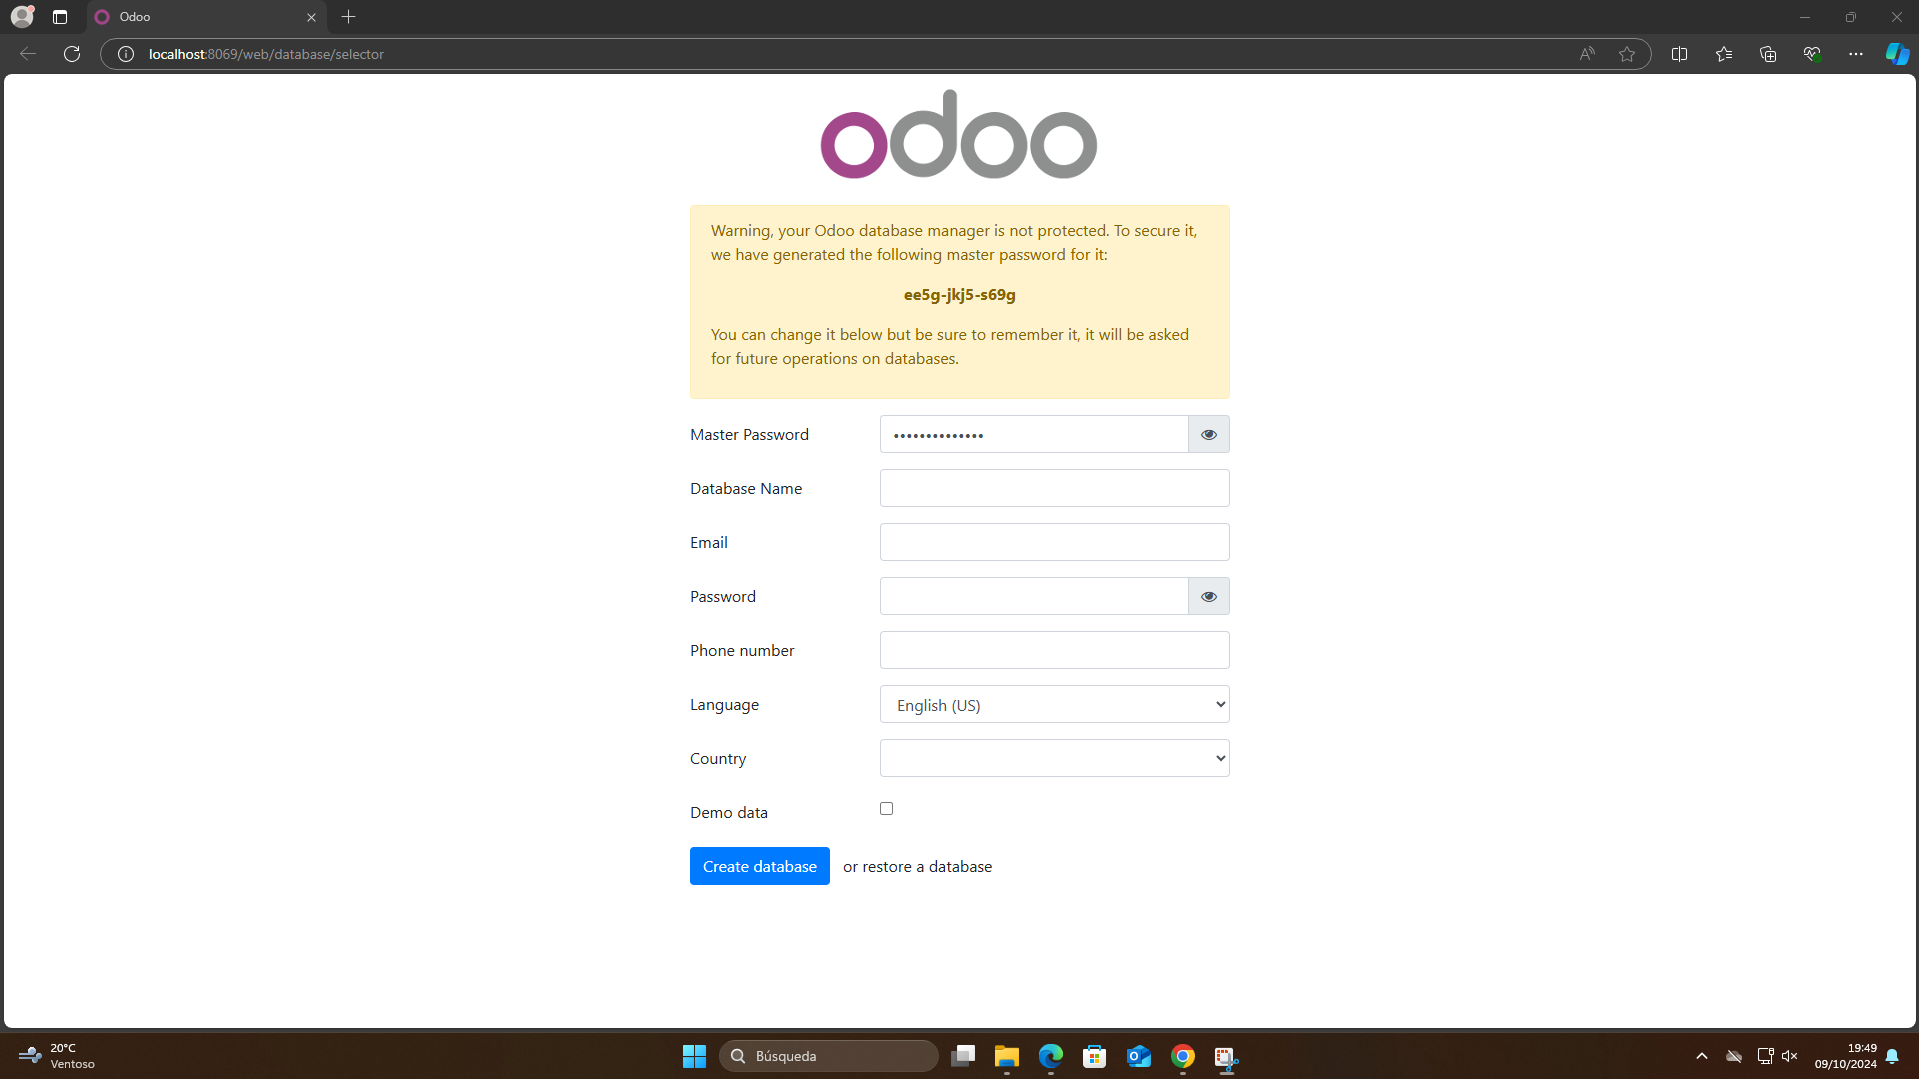 Odoo
localhost:8069/web/database/selector
odoo
Warning, your Odoo database manager is not protected. To secure it,
we have generated the following master password for it:
ee5g-jkj5-s69g
You can change it below but be sure to remember it, it will be asked
for future operations on databases.
Master Password ••••••••••••••
Database Name
Email
Password
Phone number
Language English (US)
Country
Demo data
Create database or restore a database
20°C
Ventoso
Búsqueda
19:49
09/10/2024